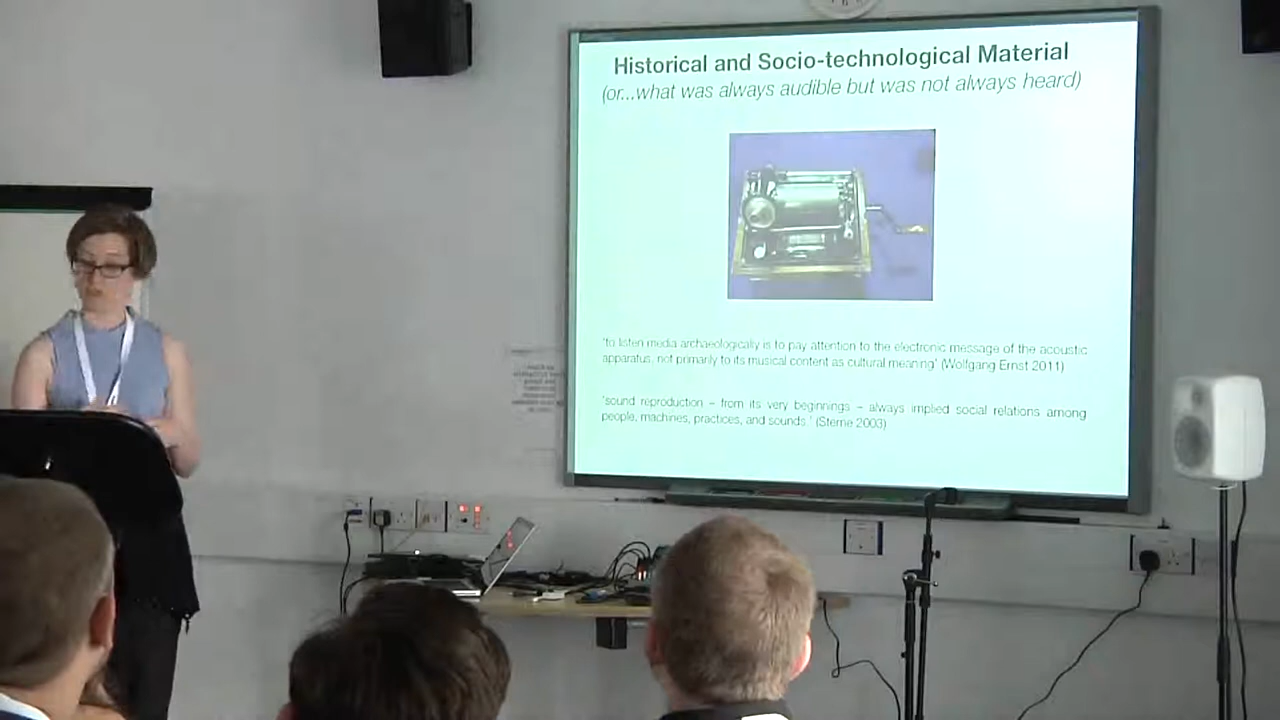 Historical and Socio-technological Material
(or...what was always audible but was not always heard)
'to listen media archaeologically is to pay attention to the electronic message of the acoustic
apparatus, not primarily to its musical content as cultural meaning' (Wolfgang Ernst 2011)
'sound reproduction – from its very beginnings – always implied social relations among
people, machines, practices, and sounds.' (Sterne 2003)